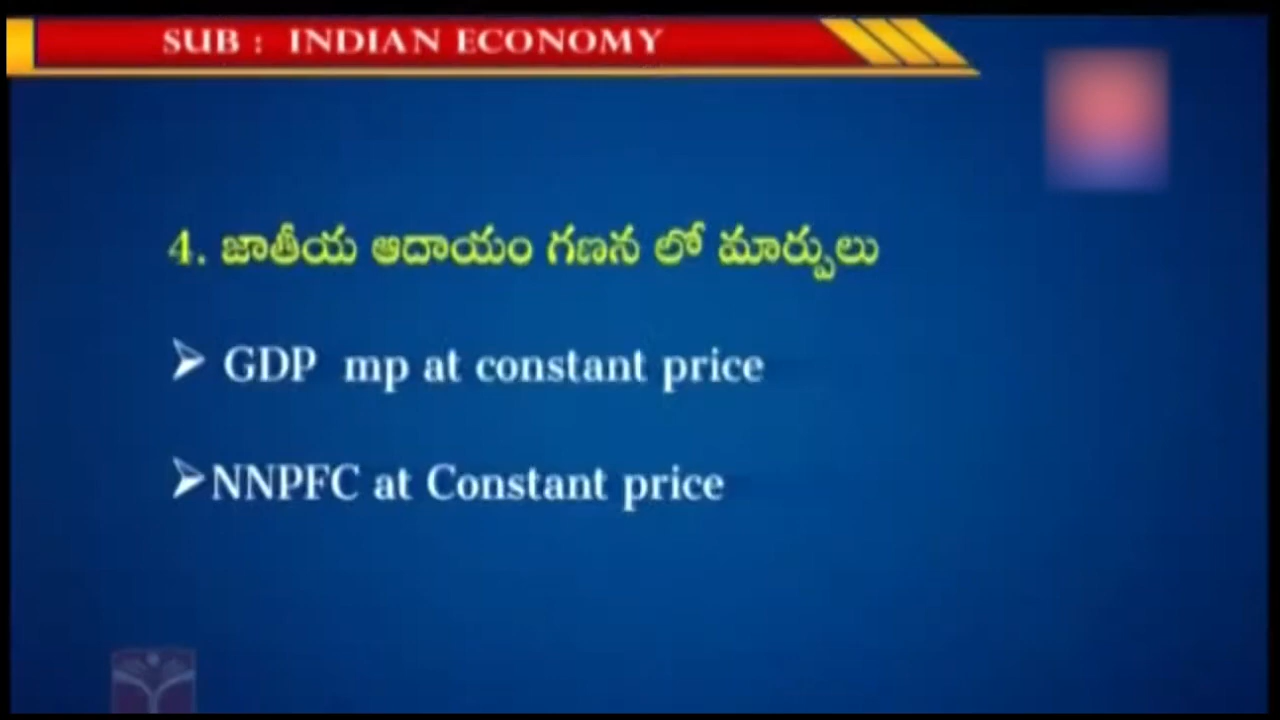 SUB : INDIAN ECONOMY
4. జాతీయ ఆదాయం గణన లో మార్పులు
➢ GDP mp at constant price
➢NNPFC at Constant price